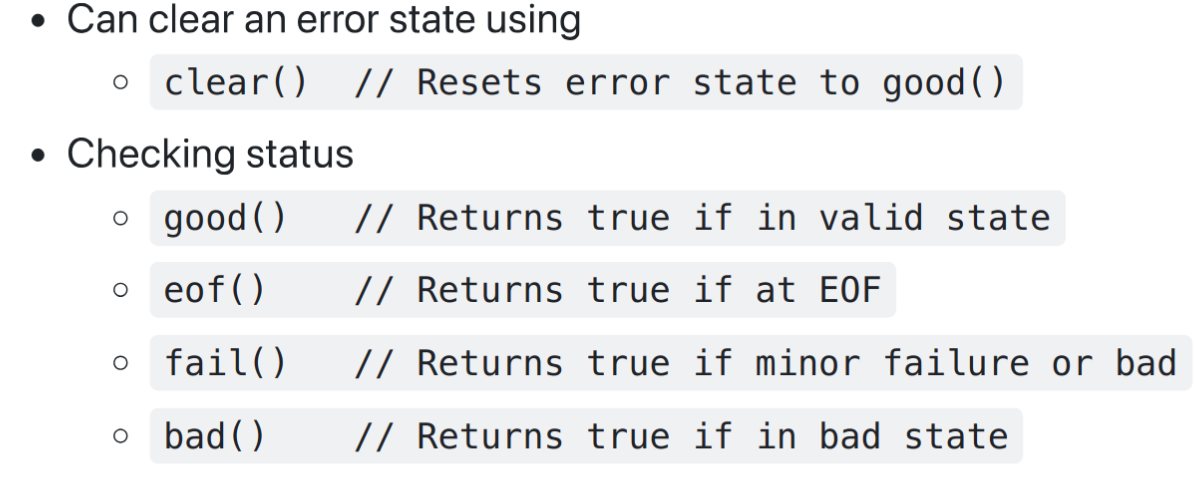 Can clear an error state using
clear()  // Resets error state to good()
Checking status
good()   // Returns true if in valid state
eof()    // Returns true if at EOF
fail()   // Returns true if minor failure or bad
bad()    // Returns true if in bad state